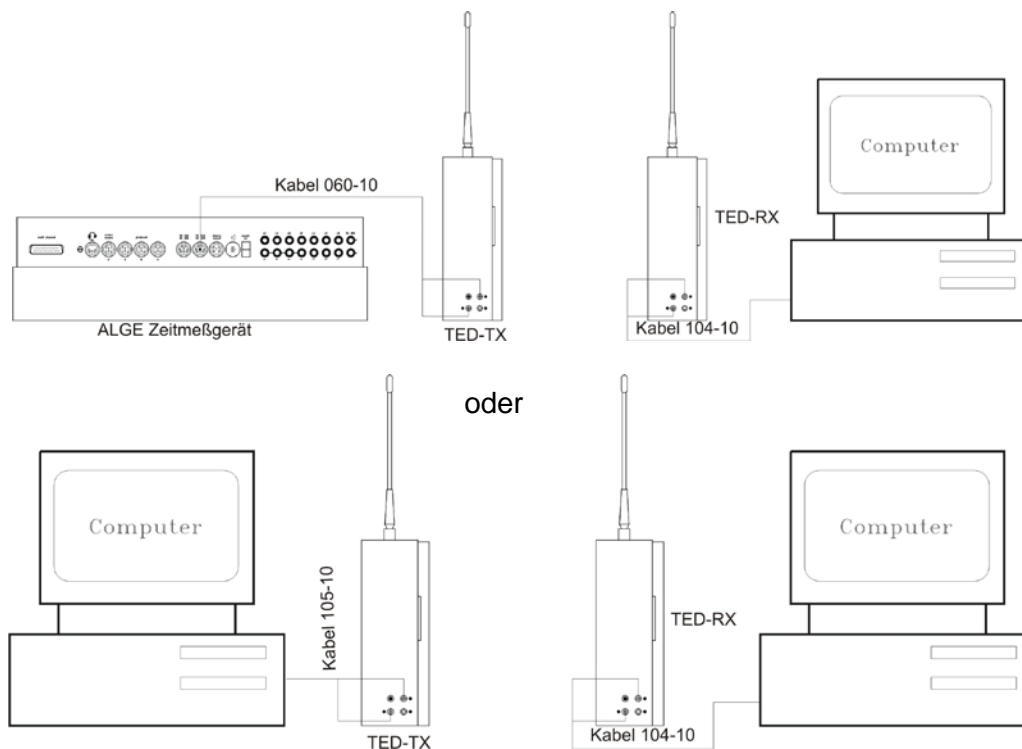 Computer
Kabel 060-10
TED-RX
ALGE Zeitmeßgerät
TED-TX
Kabel 104-10
oder
Computer
Computer
Kabel 105-10
TED-RX
TED-TX
Kabel 104-10